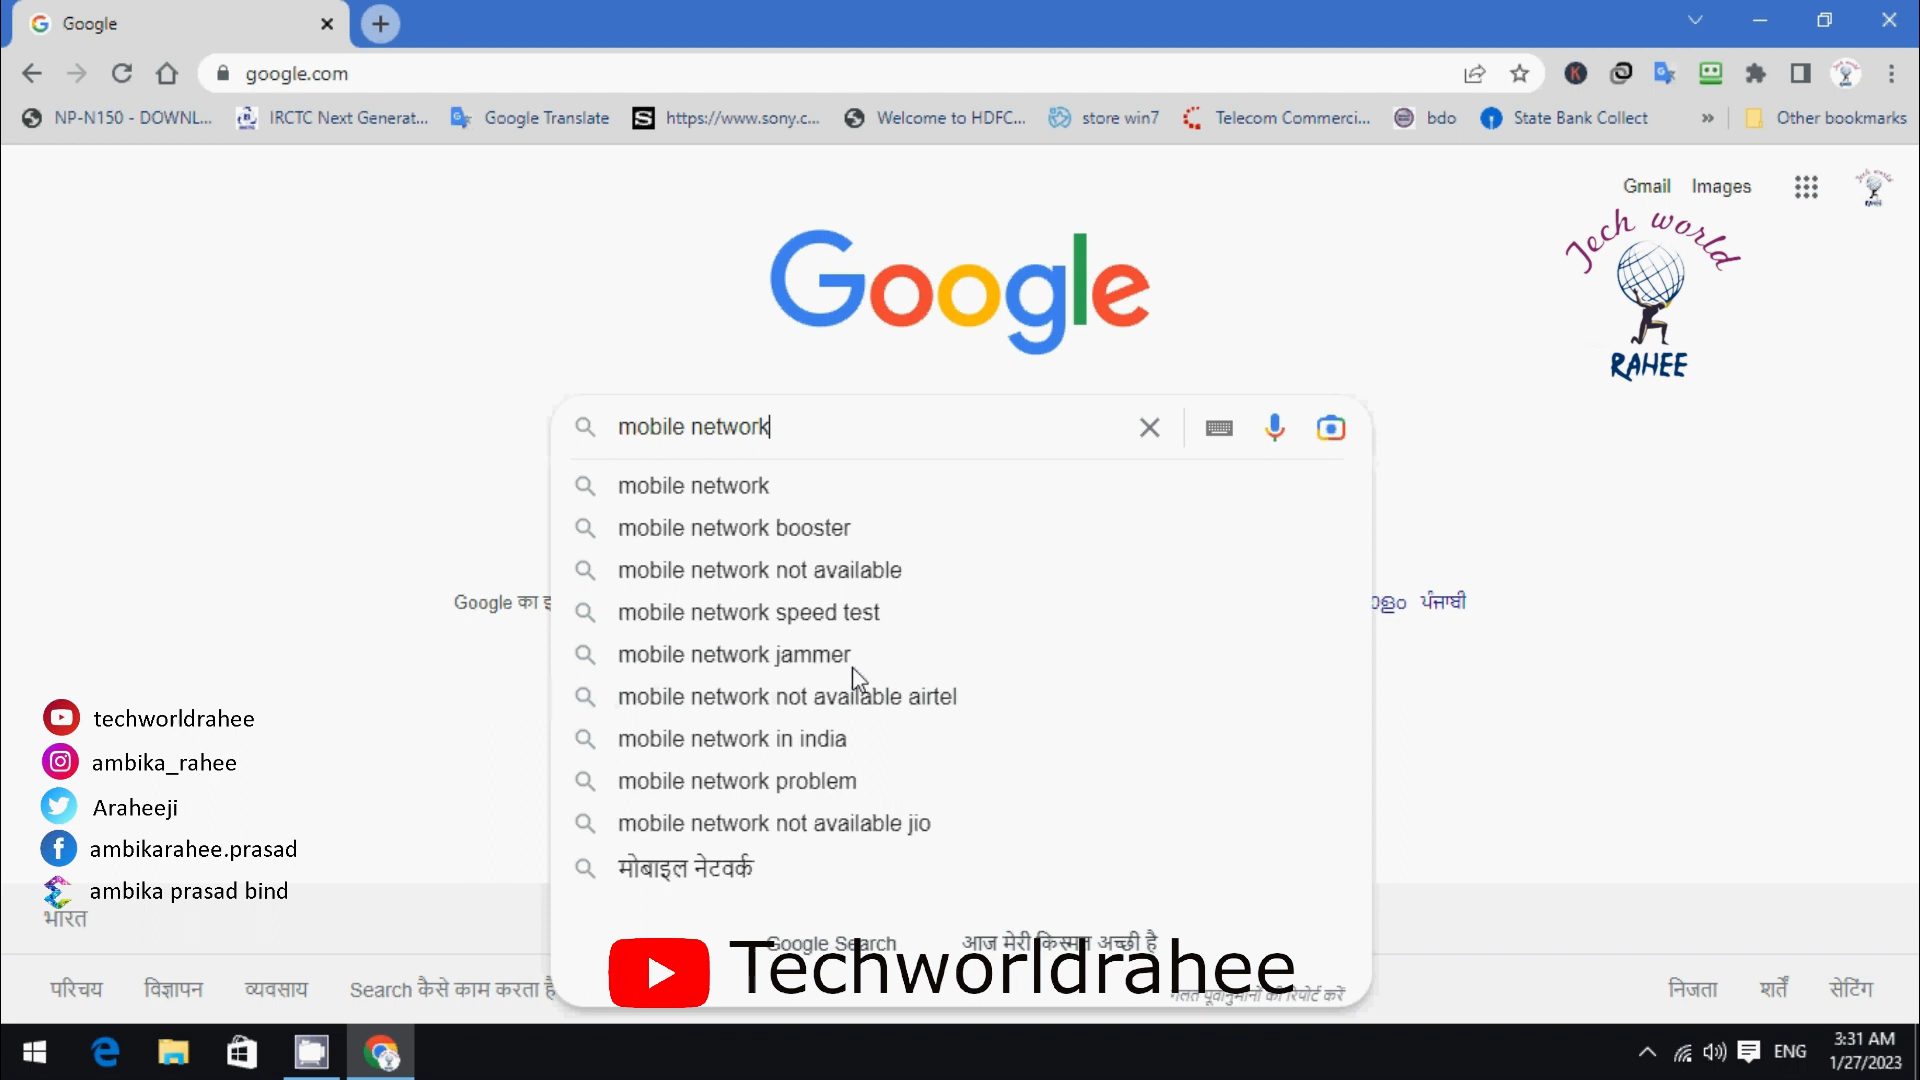 Google
google.com
NP-N150 - DOWNL... IRCTC Next Generat... Google Translate https://www.sony.c... Welcome to HDFC... store win7 Telecom Commerci... bdo State Bank Collect » Other bookmarks
Gmail Images
Tech world
RAHEE
Google
mobile network
mobile network
mobile network booster
mobile network not available
mobile network speed test
mobile network jammer
mobile network not available airtel
mobile network in india
mobile network problem
mobile network not available jio
मोबाइल नेटवर्क
Google का ਪੰਜਾਬੀ
techworldrahee
ambika_rahee
Araheeji
ambikarahee.prasad
ambika prasad bind
भारत
Google Search आज मेरी किस्मत अच्छी है
Techworldrahee
गलत पूर्वानुमानों की रिपोर्ट करें
परिचय विज्ञापन व्यवसाय Search कैसे काम करता है निजता शर्तें सेटिंग
ENG 3:31 AM
1/27/2023